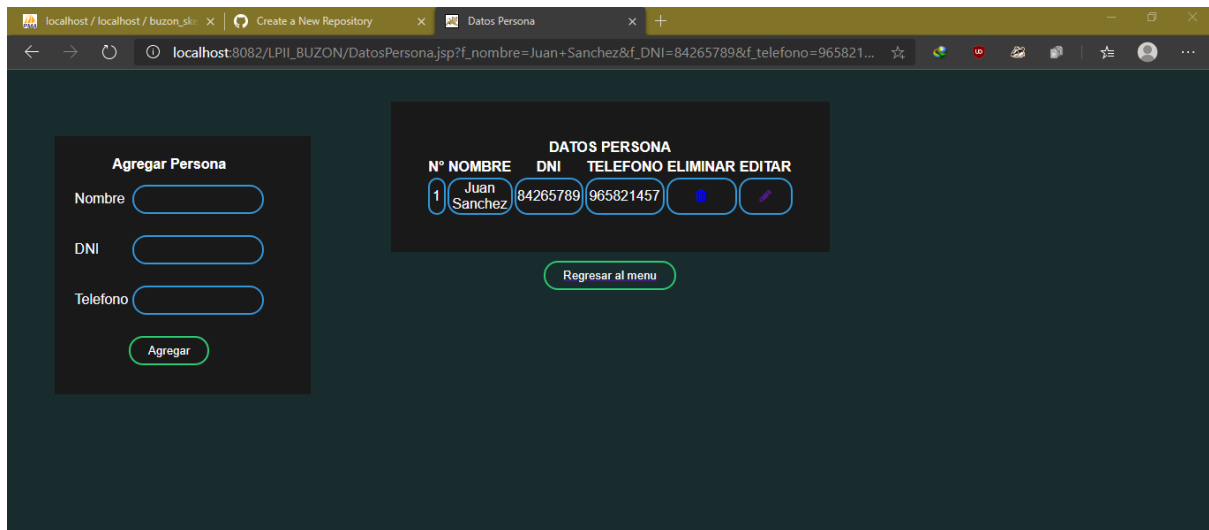 localhost / localhost / buzon_ske
Create a New Repository
Datos Persona
localhost:8082/LPII_BUZON/DatosPersona.jsp?f_nombre=Juan+Sanchez&f_DNI=84265789&f_telefono=965821...
Agregar Persona
Nombre
DNI
Telefono
Agregar
DATOS PERSONA
N° NOMBRE DNI TELEFONO ELIMINAR EDITAR
1 Juan Sanchez 84265789 965821457
Regresar al menu